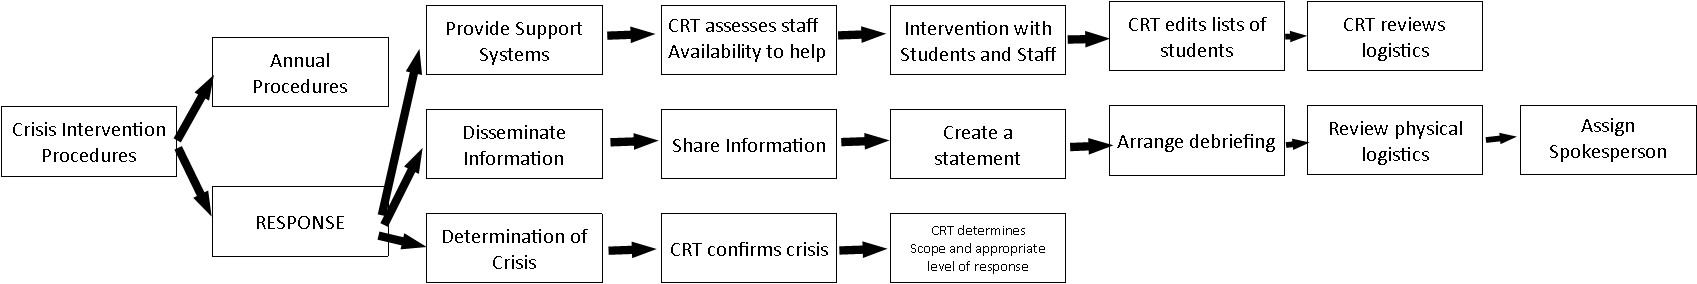 Crisis Intervention
Procedures
Annual
Procedures
RESPONSE
Provide Support
Systems
CRT assesses staff
Availability to help
Intervention with
Students and Staff
CRT edits lists of
students
CRT reviews
logistics
Disseminate
Information
Share Information
Create a
statement
Arrange debriefing
Review physical
logistics
Assign
Spokesperson
Determination of
Crisis
CRT confirms crisis
CRT determines
Scope and appropriate
level of response